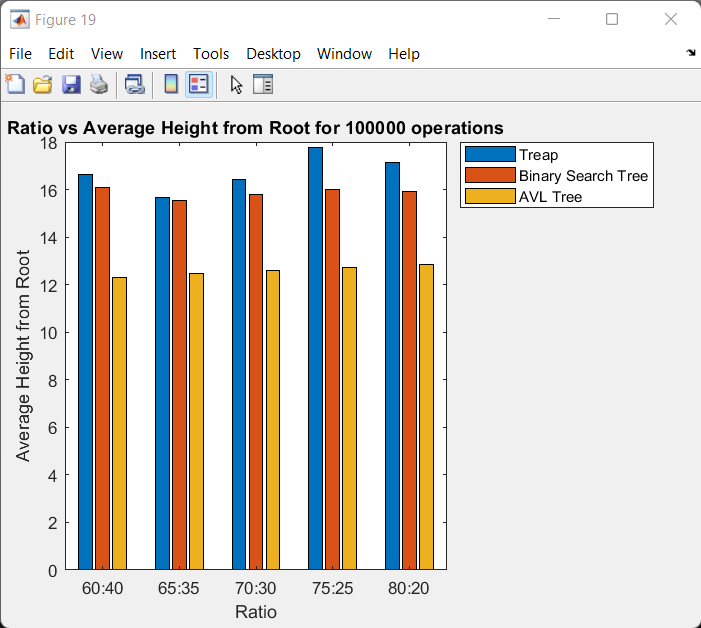 Figure 19
File Edit View Insert Tools Desktop Window Help
Ratio vs Average Height from Root for 100000 operations
Treap
Binary Search Tree
AVL Tree
Average Height from Root
18
16
14
12
10
8
6
4
2
0
60:40 65:35 70:30 75:25 80:20
Ratio